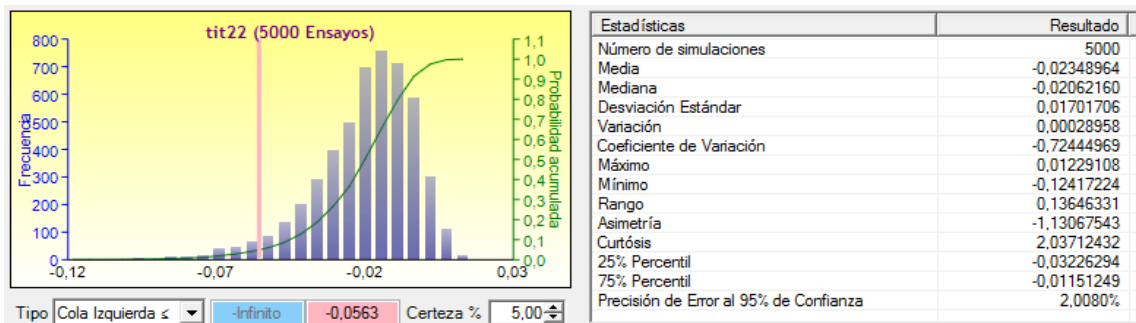 tit22 (5000 Ensayos)
800
700
600
500
400
300
200
100
0
Frecuencia
-0,12
-0,07
-0,02
0,03
1,1
1,0
0,9
0,8
0,7
0,6
0,5
0,4
0,3
0,2
0,1
0,0
Probabilidad acumulada
Tipo Cola Izquierda ≤ -Infinito -0,0563 Certeza % 5,00
Estadísticas Resultado
Número de simulaciones 5000
Media -0,02348964
Mediana -0,02062160
Desviación Estándar 0,01701706
Variación 0,00028958
Coeficiente de Variación -0,72444969
Máximo 0,01229108
Mínimo -0,12417224
Rango 0,13646331
Asimetría -1,13067543
Curtósis 2,03712432
25% Percentil -0,03226294
75% Percentil -0,01151249
Precisión de Error al 95% de Confianza 2,0080%